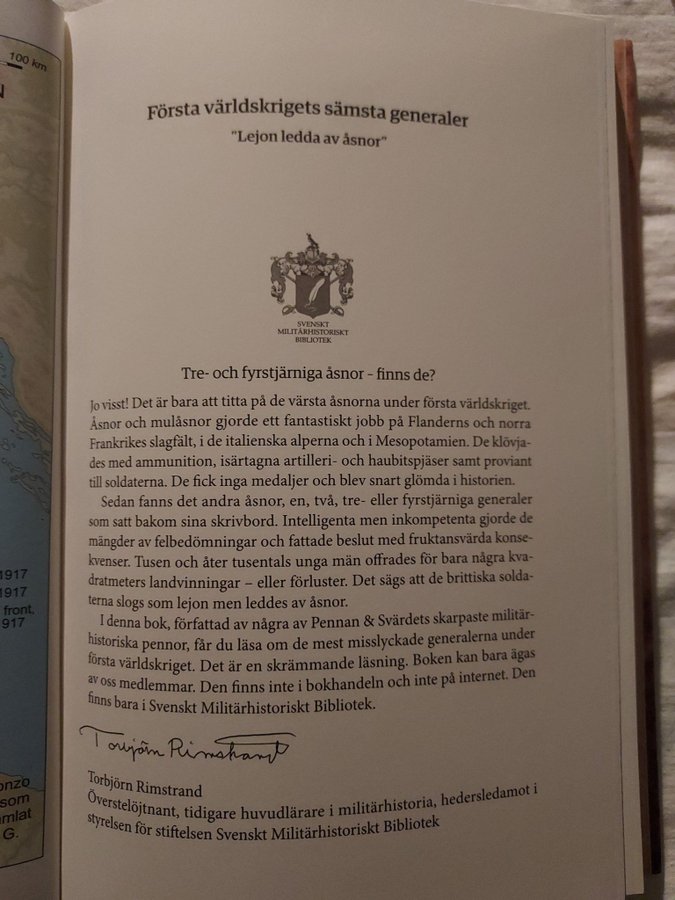 100 km
N
1917
1917
front.
917
onzo
som
mlat
G.
Första världskrigets sämsta generaler
"Lejon ledda av åsnor"
SVENSKT
MILITÄRHISTORISKT
BIBLIOTEK
Tre- och fyrstjärniga åsnor – finns de?
Jo visst! Det är bara att titta på de värsta åsnorna under första världskriget.
Åsnor och mulåsnor gjorde ett fantastiskt jobb på Flanderns och norra
Frankrikes slagfält, i de italienska alperna och i Mesopotamien. De klövja-
des med ammunition, isärtagna artilleri- och haubitspjäser samt proviant
till soldaterna. De fick inga medaljer och blev snart glömda i historien.
Sedan fanns det andra åsnor, en, två, tre- eller fyrstjärniga generaler
som satt bakom sina skrivbord. Intelligenta men inkompetenta gjorde de
mängder av felbedömningar och fattade beslut med fruktansvärda konse-
kvenser. Tusen och åter tusentals unga män offrades för bara några kva-
dratmeters landvinningar – eller förluster. Det sägs att de brittiska solda-
terna slogs som lejon men leddes av åsnor.
I denna bok, författad av några av Pennan & Svärdets skarpaste militär-
historiska pennor, får du läsa om de mest misslyckade generalerna under
första världskriget. Det är en skrämmande läsning. Boken kan bara ägas
av oss medlemmar. Den finns inte i bokhandeln och inte på internet. Den
finns bara i Svenskt Militärhistoriskt Bibliotek.
Torbjörn Rimstrand
Torbjörn Rimstrand
Överstelöjtnant, tidigare huvudlärare i militärhistoria, hedersledamot i
styrelsen för stiftelsen Svenskt Militärhistoriskt Bibliotek